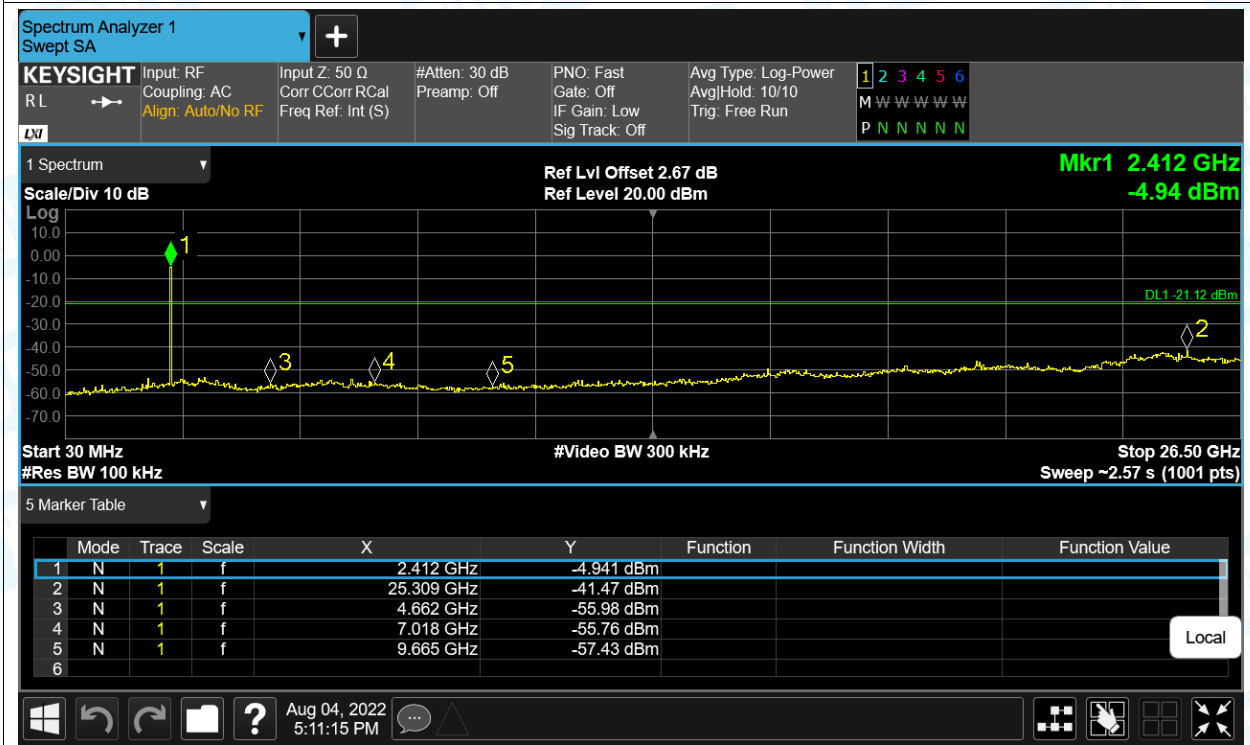 Spectrum Analyzer 1
Swept SA
KEYSIGHT
R L
LXI
Input: RF
Coupling: AC
Align: Auto/No RF
Input Z: 50 Ω
Corr CCorr RCal
Freq Ref: Int (S)
#Atten: 30 dB
Preamp: Off
PNO: Fast
Gate: Off
IF Gain: Low
Sig Track: Off
Avg Type: Log-Power
Avg|Hold: 10/10
Trig: Free Run
1 2 3 4 5 6
M W W W W W
P N N N N N
1 Spectrum
Scale/Div 10 dB
Ref Lvl Offset 2.67 dB
Ref Level 20.00 dBm
Mkr1 2.412 GHz
-4.94 dBm
Log
10.0
0.00
-10.0
-20.0
-30.0
-40.0
-50.0
-60.0
-70.0
1
DL1 -21.12 dBm
2
3
4
5
Start 30 MHz
#Res BW 100 kHz
#Video BW 300 kHz
Stop 26.50 GHz
Sweep ~2.57 s (1001 pts)
5 Marker Table
Mode Trace Scale X Y Function Function Width Function Value
1 N 1 f 2.412 GHz -4.941 dBm
2 N 1 f 25.309 GHz -41.47 dBm
3 N 1 f 4.662 GHz -55.98 dBm
4 N 1 f 7.018 GHz -55.76 dBm
5 N 1 f 9.665 GHz -57.43 dBm
6
Local
?
Aug 04, 2022
5:11:15 PM